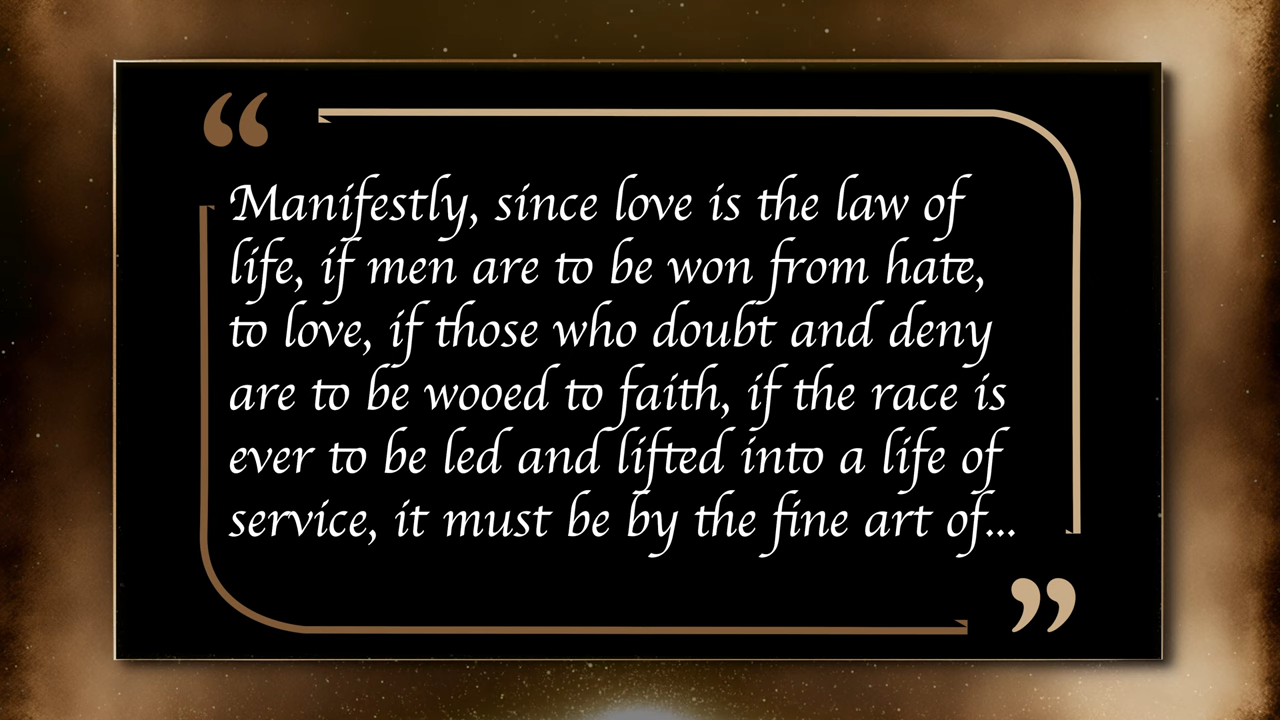 “
Manifestly, since love is the law of
life, if men are to be won from hate,
to love, if those who doubt and deny
are to be wooed to faith, if the race is
ever to be led and lifted into a life of
service, it must be by the fine art of...
”